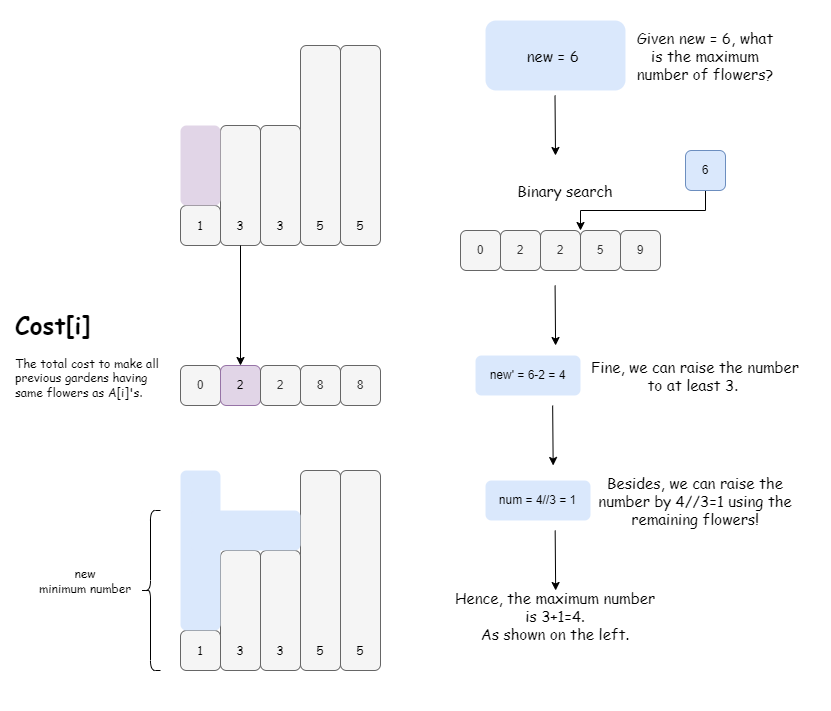 new = 6
Given new = 6, what
is the maximum
number of flowers?
6
Binary search
1 3 3 5 5
0 2 2 5 9
Cost[i]
The total cost to make all
previous gardens having
same flowers as A[i]'s.
0 2 2 8 8
new' = 6-2 = 4
Fine, we can raise the number
to at least 3.
num = 4//3 = 1
Besides, we can raise the
number by 4//3=1 using the
remaining flowers!
new
minimum number
1 3 3 5 5
Hence, the maximum number
is 3+1=4.
As shown on the left.